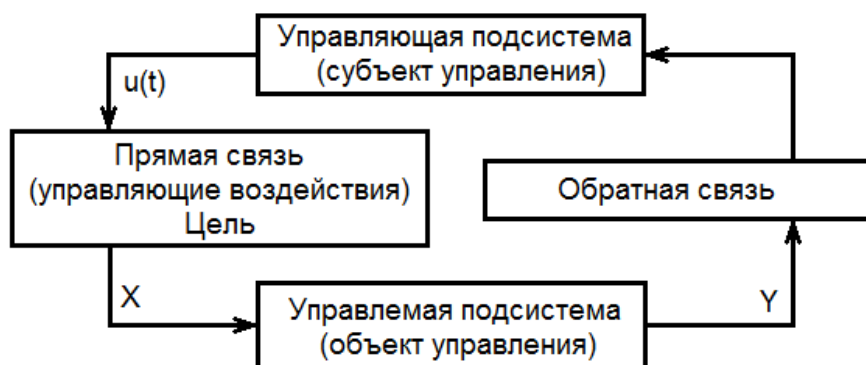 Управляющая подсистема
(субъект управления)
u(t)
Прямая связь
(управляющие воздействия)
Цель
Обратная связь
X
Управлемая подсистема
(объект управления)
Y